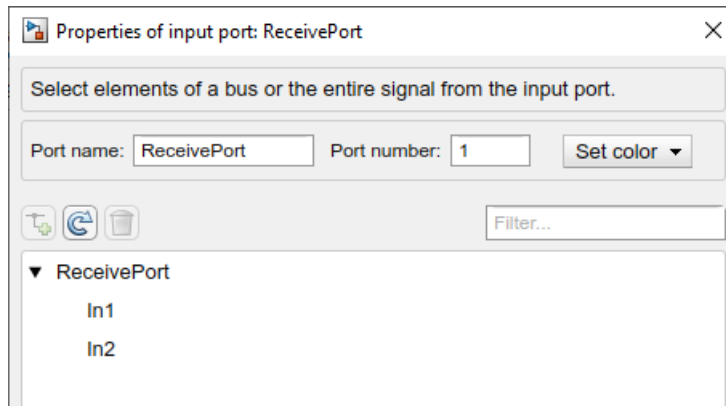 Properties of input port: ReceivePort
Select elements of a bus or the entire signal from the input port.
Port name: ReceivePort Port number: 1 Set color
Filter...
ReceivePort
In1
In2